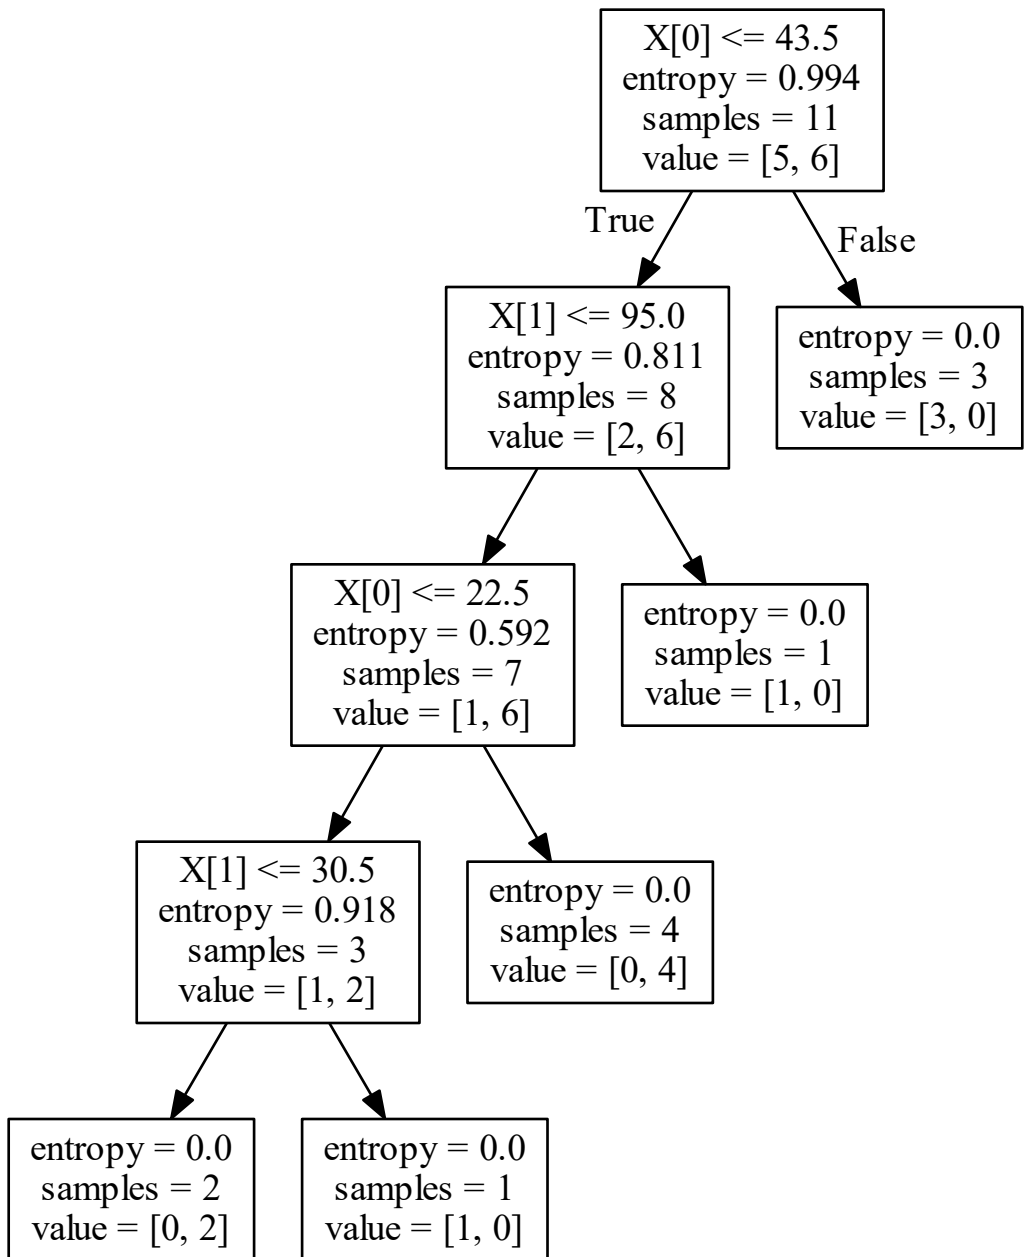 X[0] <= 43.5
entropy = 0.994
samples = 11
value = [5, 6]
True
False
X[1] <= 95.0
entropy = 0.811
samples = 8
value = [2, 6]
entropy = 0.0
samples = 3
value = [3, 0]
X[0] <= 22.5
entropy = 0.592
samples = 7
value = [1, 6]
entropy = 0.0
samples = 1
value = [1, 0]
X[1] <= 30.5
entropy = 0.918
samples = 3
value = [1, 2]
entropy = 0.0
samples = 4
value = [0, 4]
entropy = 0.0
samples = 2
value = [0, 2]
entropy = 0.0
samples = 1
value = [1, 0]